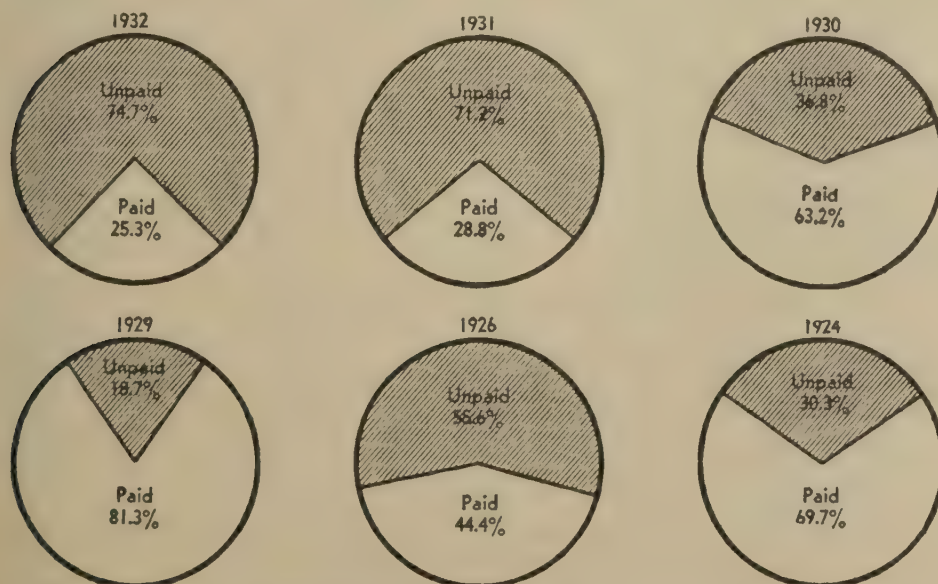 1932
Unpaid
74.7%
Paid
25.3%
1931
Unpaid
71.2%
Paid
28.8%
1930
Unpaid
36.8%
Paid
63.2%
1929
Unpaid
18.7%
Paid
81.3%
1926
Unpaid
55.6%
Paid
44.4%
1924
Unpaid
30.3%
Paid
69.7%